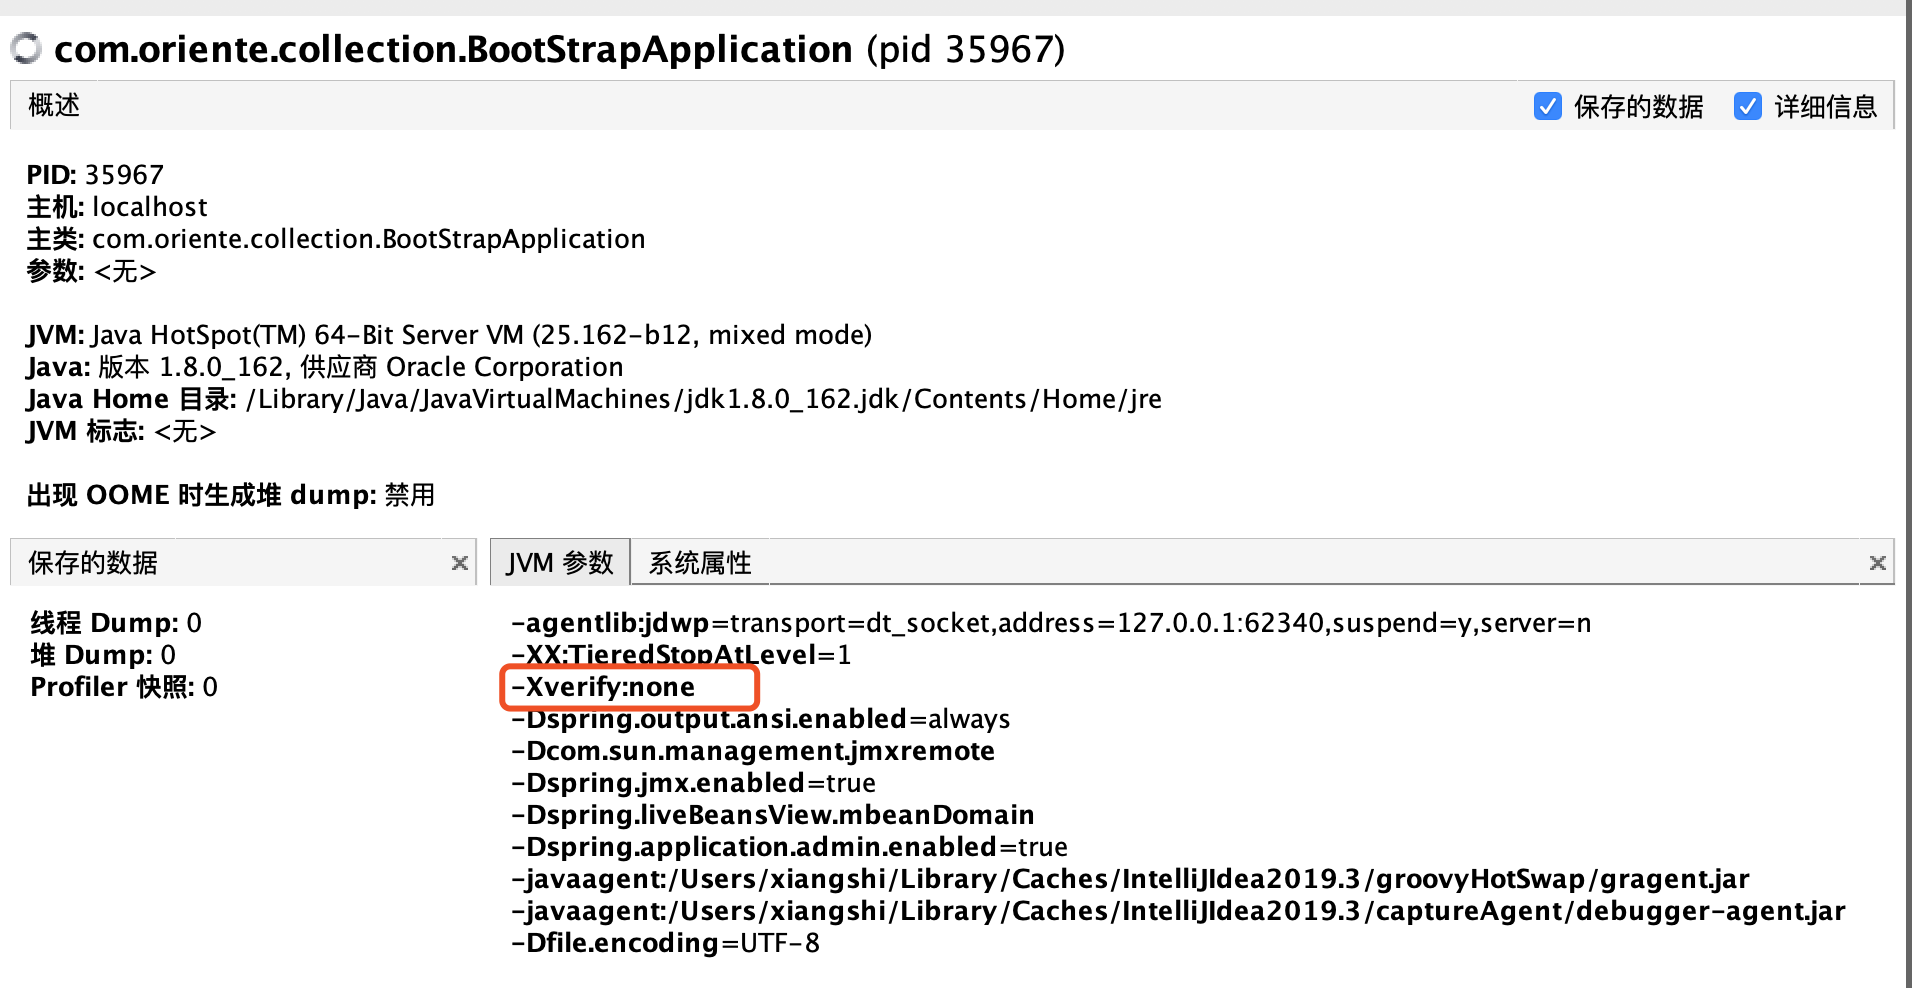 com.oriente.collection.BootStrapApplication (pid 35967)
概述
保存的数据
详细信息
PID: 35967
主机: localhost
主类: com.oriente.collection.BootStrapApplication
参数: <无>
JVM: Java HotSpot(TM) 64-Bit Server VM (25.162-b12, mixed mode)
Java: 版本 1.8.0_162, 供应商 Oracle Corporation
Java Home 目录: /Library/Java/JavaVirtualMachines/jdk1.8.0_162.jdk/Contents/Home/jre
JVM 标志: <无>
出现 OOME 时生成堆 dump: 禁用
保存的数据
线程 Dump: 0
堆 Dump: 0
Profiler 快照: 0
JVM 参数
系统属性
-agentlib:jdwp=transport=dt_socket,address=127.0.0.1:62340,suspend=y,server=n
-XX:TieredStopAtLevel=1
-Xverify:none
-Dspring.output.ansi.enabled=always
-Dcom.sun.management.jmxremote
-Dspring.jmx.enabled=true
-Dspring.liveBeansView.mbeanDomain
-Dspring.application.admin.enabled=true
-javaagent:/Users/xiangshi/Library/Caches/IntelliJIdea2019.3/groovyHotSwap/gragent.jar
-javaagent:/Users/xiangshi/Library/Caches/IntelliJIdea2019.3/captureAgent/debugger-agent.jar
-Dfile.encoding=UTF-8